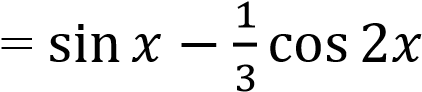 = sin x − 1/3 cos 2x